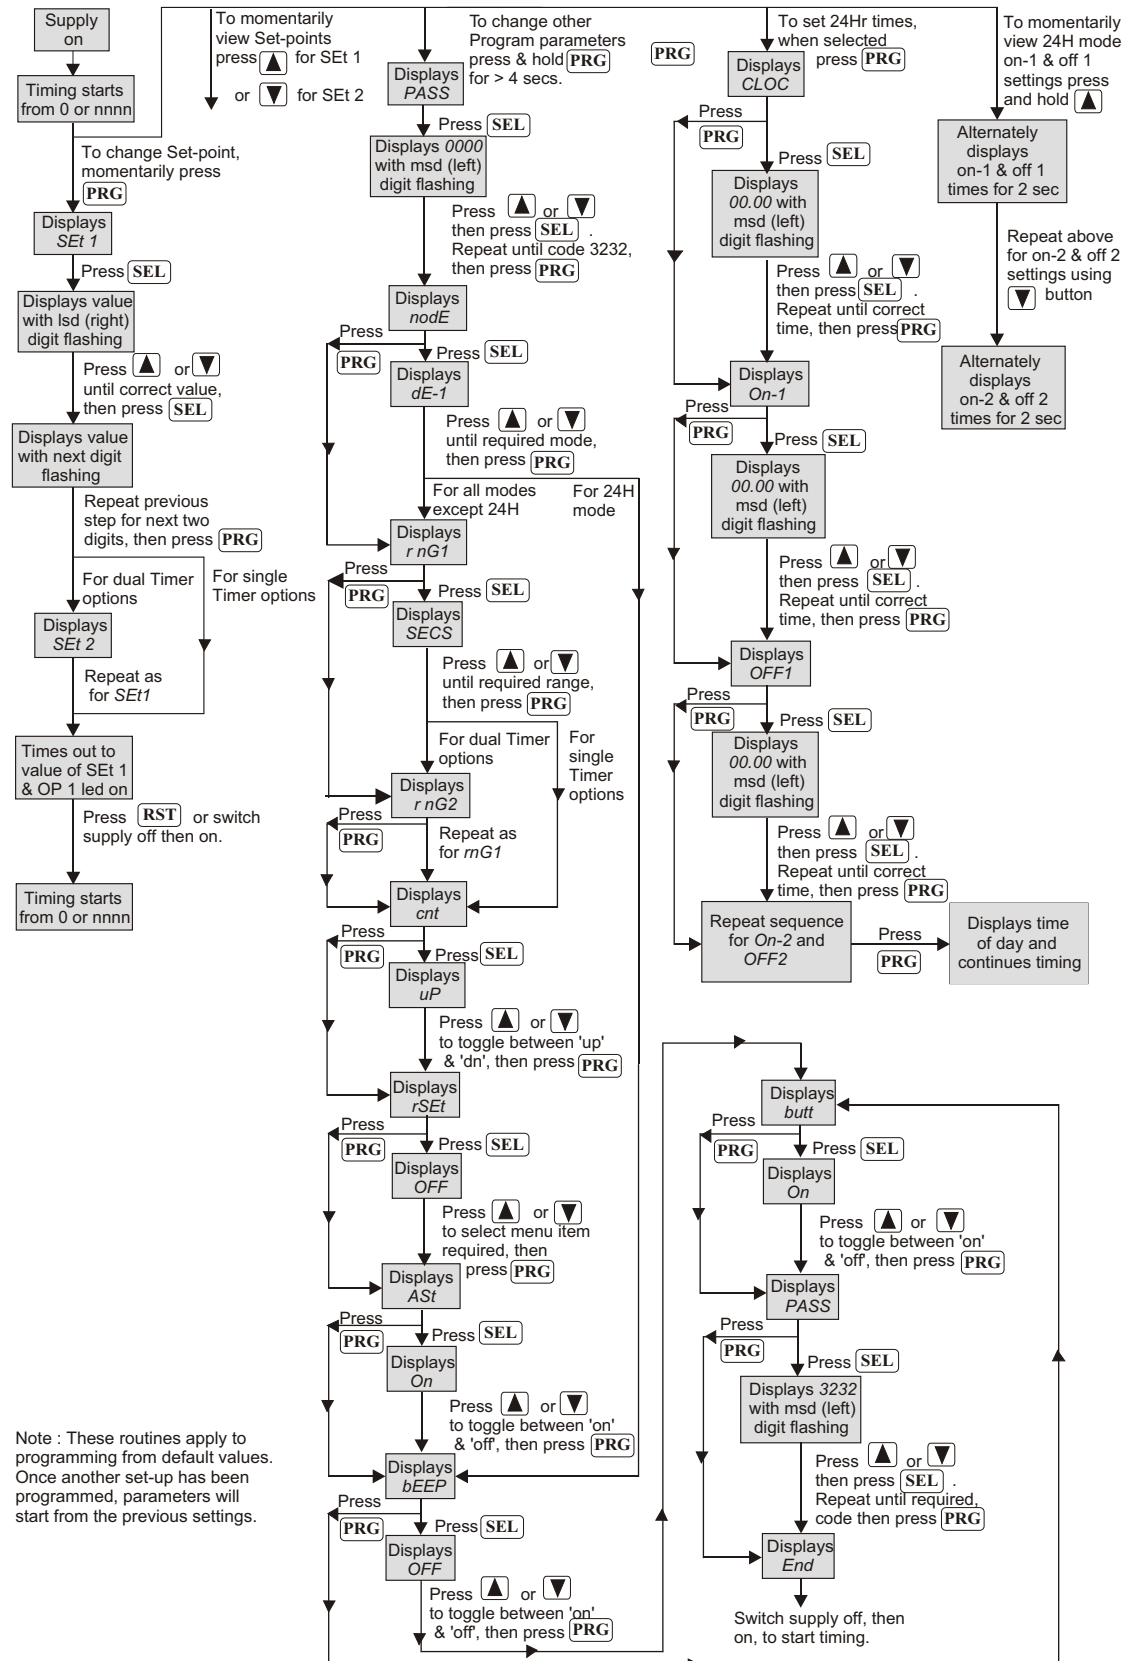 Supply
on
Timing starts
from 0 or nnnn
To change Set-point,
momentarily press
PRG
Displays
SEt 1
Press SEL
Displays value
with lsd (right)
digit flashing
Press ▲ or ▼
until correct value,
then press SEL
Displays value
with next digit
flashing
Repeat previous
step for next two
digits, then press PRG
For dual Timer
options
For single
Timer options
Displays
SEt 2
Repeat as
for SEt1
Times out to
value of SEt 1
& OP 1 led on
Press RST or switch
supply off then on.
Timing starts
from 0 or nnnn
Note : These routines apply to
programming from default values.
Once another set-up has been
programmed, parameters will
start from the previous settings.
To momentarily
view Set-points
press ▲ for SEt 1
or ▼ for SEt 2
To change other
Program parameters
press & hold PRG
for > 4 secs.
Displays
PASS
Press SEL
Displays 0000
with msd (left)
digit flashing
Press ▲ or ▼
then press SEL .
Repeat until code 3232,
then press PRG
Displays
nodE
Press
PRG
Press SEL
Displays
dE-1
Press ▲ or ▼
until required mode,
then press PRG
For all modes
except 24H
For 24H
mode
Displays
r nG1
Press
PRG
Press SEL
Displays
SECS
Press ▲ or ▼
until required range,
then press PRG
For dual Timer
options
For
single
Timer
options
Displays
r nG2
Press
PRG
Repeat as
for rnG1
Displays
cnt
Press
PRG
Press SEL
Displays
uP
Press ▲ or ▼
to toggle between 'up'
& 'dn', then press PRG
Displays
rSEt
Press
PRG
Press SEL
Displays
OFF
Press ▲ or ▼
to select menu item
required, then
press PRG
Displays
ASt
Press
PRG
Press SEL
Displays
On
Press ▲ or ▼
to toggle between 'on'
& 'off', then press PRG
Displays
bEEP
Press
PRG
Press SEL
Displays
OFF
Press ▲ or ▼
to toggle between 'on'
& 'off', then press PRG
PRG
To set 24Hr times,
when selected
press PRG
Displays
CLOC
Press
PRG
Press SEL
Displays
00.00 with
msd (left)
digit flashing
Press ▲ or ▼
then press SEL .
Repeat until correct
time, then press PRG
Displays
On-1
Press
PRG
Press SEL
Displays
00.00 with
msd (left)
digit flashing
Press ▲ or ▼
then press SEL .
Repeat until correct
time, then press PRG
Displays
OFF1
Press
PRG
Press SEL
Displays
00.00 with
msd (left)
digit flashing
Press ▲ or ▼
then press SEL .
Repeat until correct
time, then press PRG
Repeat sequence
for On-2 and
OFF2
Press
PRG
Displays time
of day and
continues timing
To momentarily
view 24H mode
on-1 & off 1
settings press
and hold ▲
Alternately
displays
on-1 & off 1
times for 2 sec
Repeat above
for on-2 & off 2
settings using
▼ button
Alternately
displays
on-2 & off 2
times for 2 sec
Displays
butt
Press
PRG
Press SEL
Displays
On
Press ▲ or ▼
to toggle between 'on'
& 'off', then press PRG
Displays
PASS
Press
PRG
Press SEL
Displays 3232
with msd (left)
digit flashing
Press ▲ or ▼
then press SEL .
Repeat until required,
code then press PRG
Displays
End
Switch supply off, then
on, to start timing.